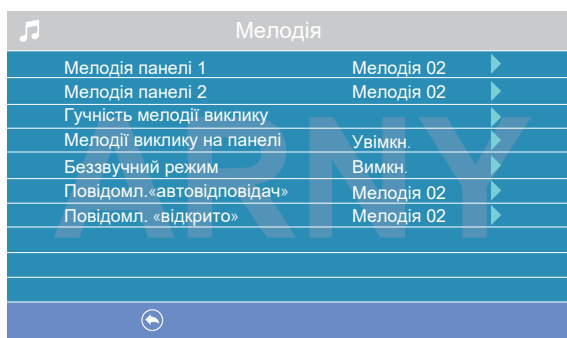 Мелодія
Мелодія панелі 1 Мелодія 02
Мелодія панелі 2 Мелодія 02
Гучність мелодії виклику
Мелодії виклику на панелі Увімкн.
Беззвучний режим Вимкн.
Повідомл.«автовідповідач» Мелодія 02
Повідомл. «відкрито» Мелодія 02
ARNY